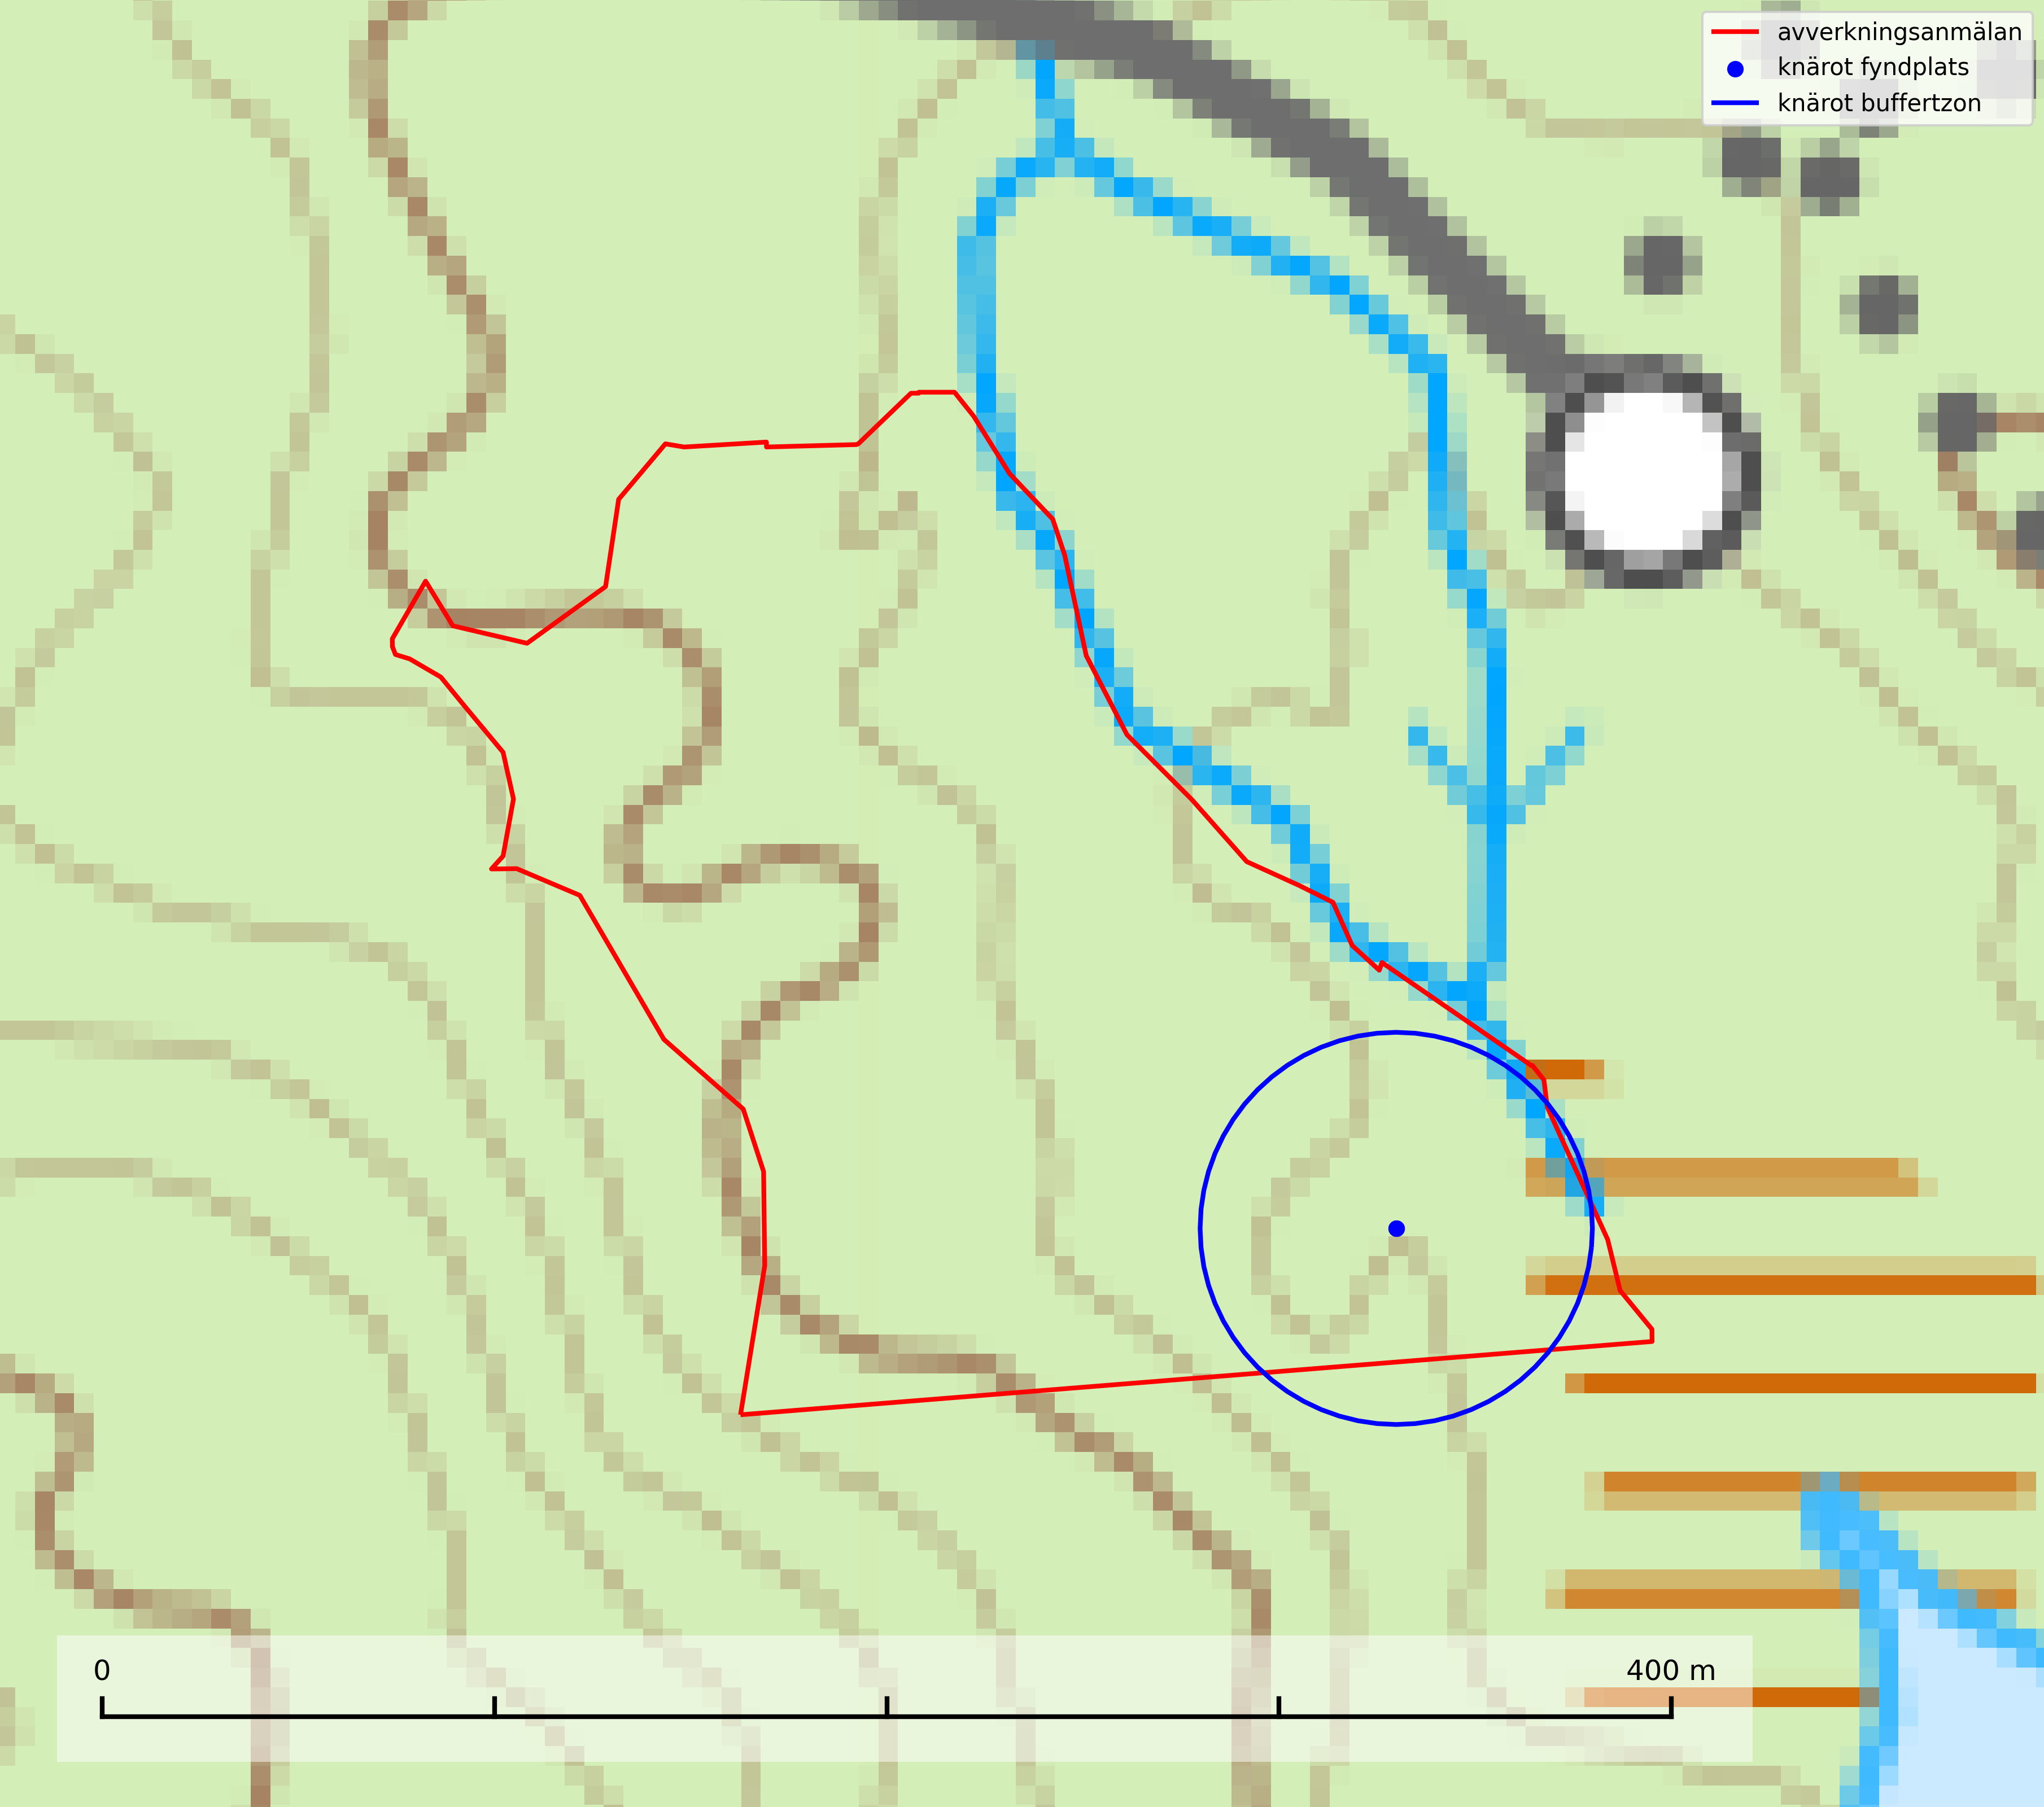 avverkningsanmälan
knärot fyndplats
knärot buffertzon
0
400 m